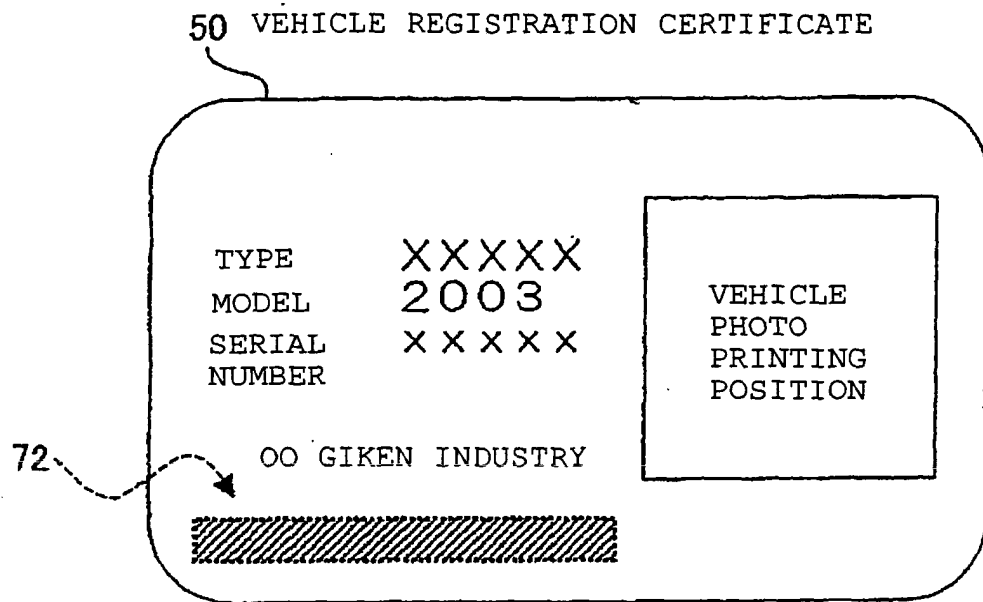 50 VEHICLE REGISTRATION CERTIFICATE
TYPE XXXXX
MODEL 2003
SERIAL NUMBER XXXXX
VEHICLE
PHOTO
PRINTING
POSITION
72
OO GIKEN INDUSTRY